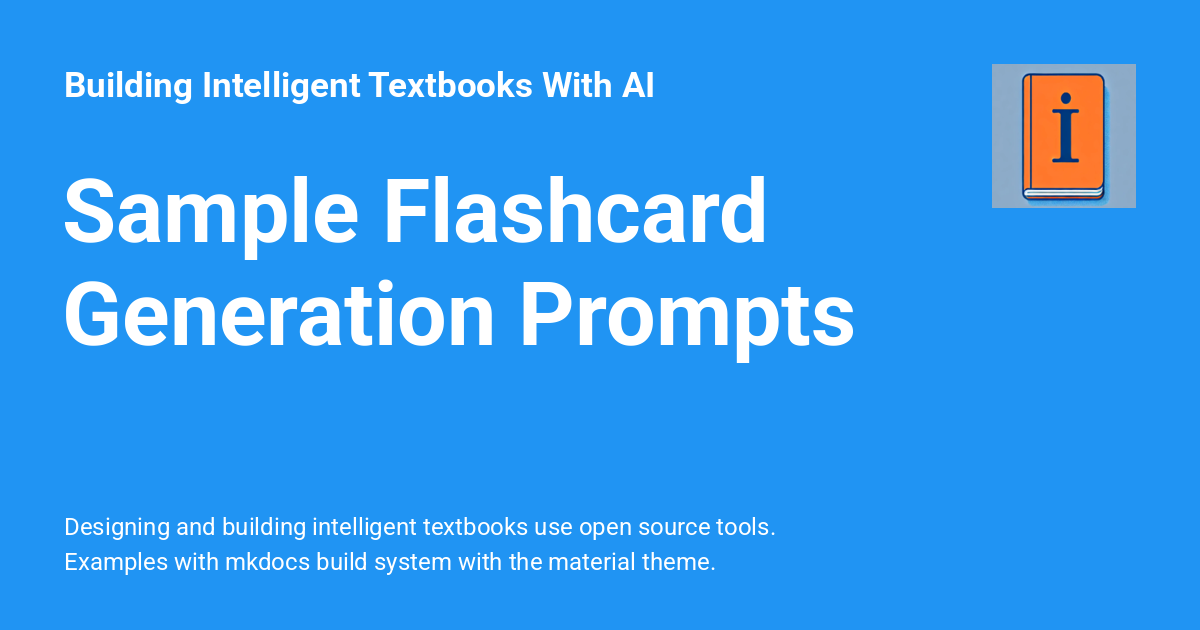 Building Intelligent Textbooks With AI
i
Sample Flashcard
Generation Prompts
Designing and building intelligent textbooks use open source tools.
Examples with mkdocs build system with the material theme.